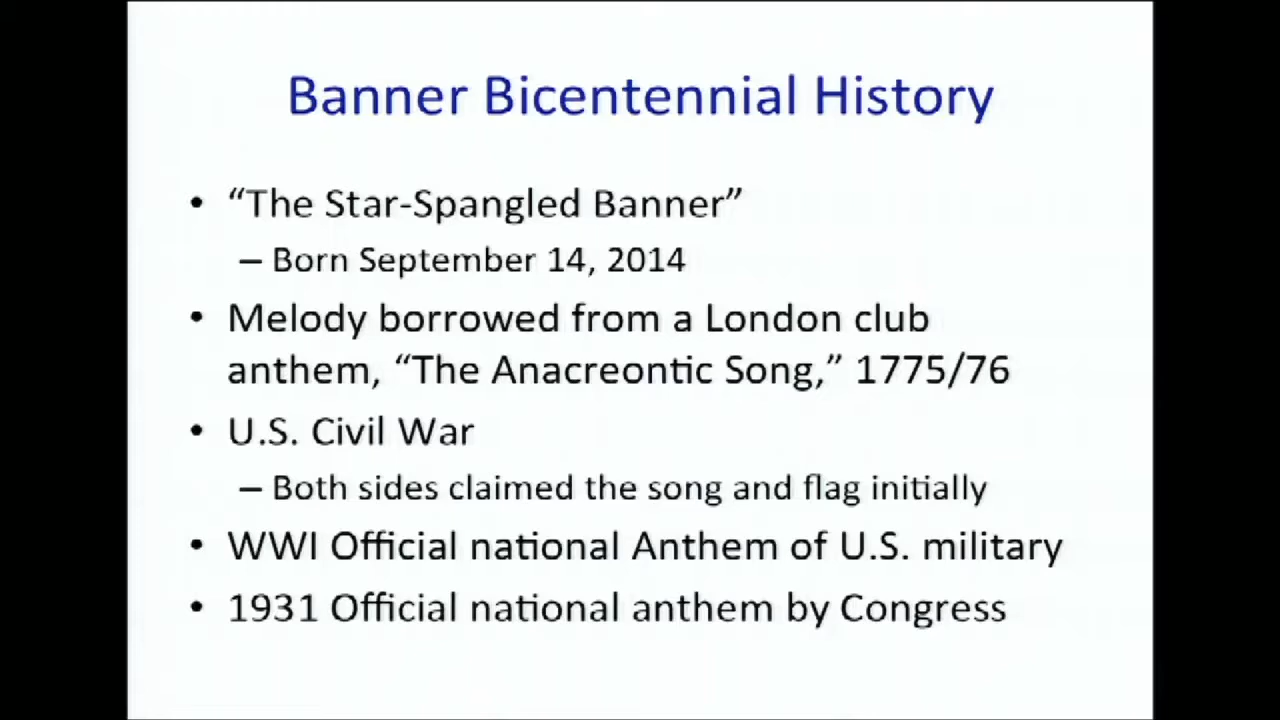 Banner Bicentennial History
• “The Star-Spangled Banner”
– Born September 14, 2014
• Melody borrowed from a London club
anthem, “The Anacreontic Song,” 1775/76
• U.S. Civil War
– Both sides claimed the song and flag initially
• WWI Official national Anthem of U.S. military
• 1931 Official national anthem by Congress